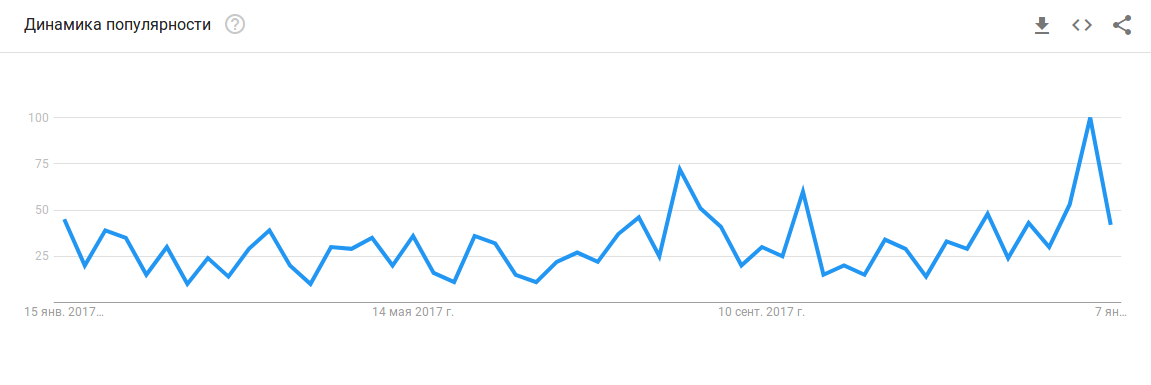 Динамика популярности
100
75
50
25
15 янв. 2017… 14 мая 2017 г. 10 сент. 2017 г. 7 ян…